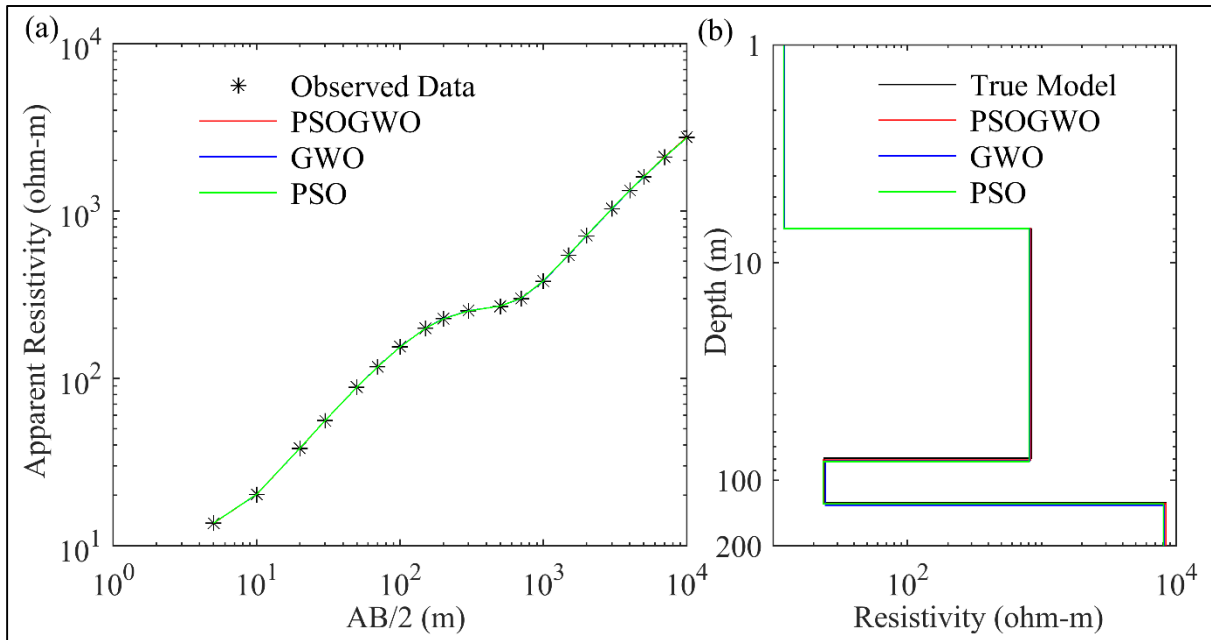 (a)
10^4
10^3
10^2
10^1
Apparent Resistivity (ohm-m)
Observed Data
PSOGWO
GWO
PSO
10^0
10^1
10^2
10^3
10^4
AB/2 (m)
(b)
1
10
100
200
Depth (m)
True Model
PSOGWO
GWO
PSO
10^2
10^4
Resistivity (ohm-m)